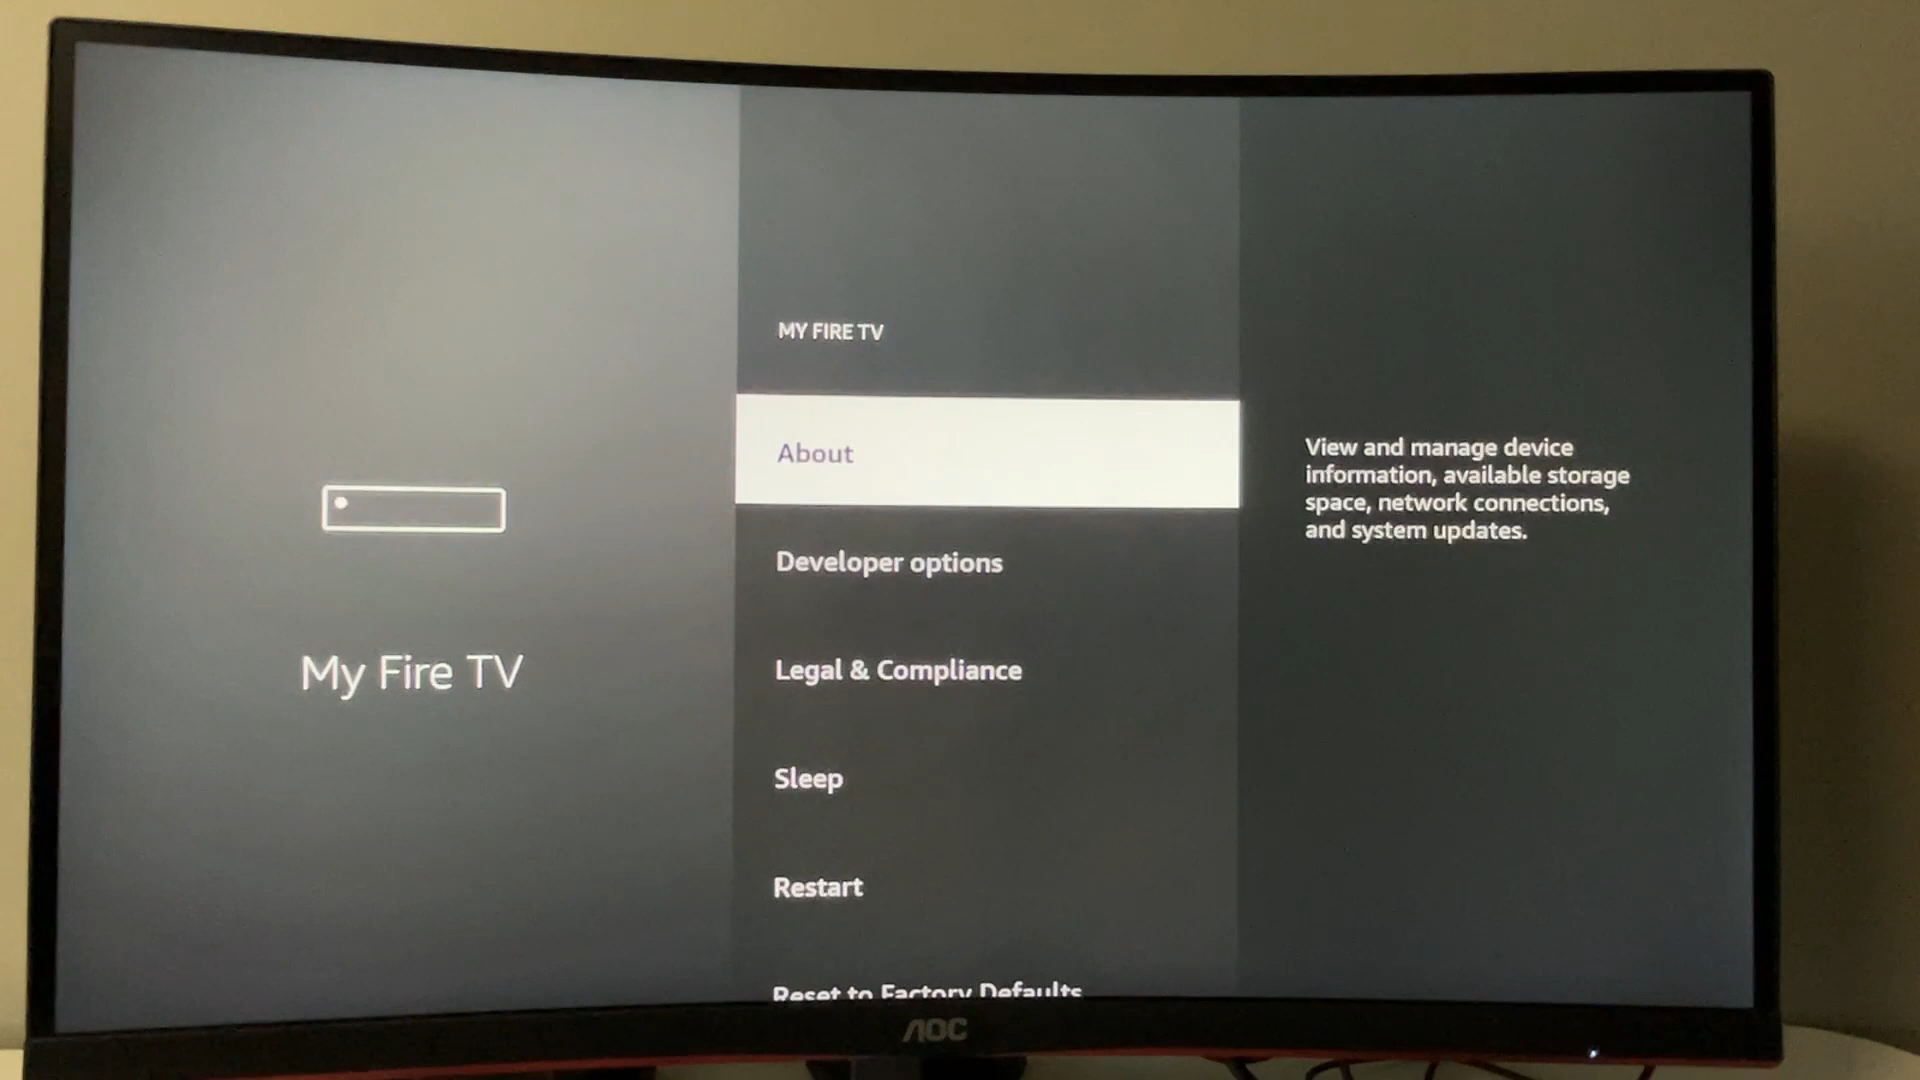 MY FIRE TV
About
Developer options
Legal & Compliance
Sleep
Restart
Reset to Factory Defaults
My Fire TV
View and manage device
information, available storage
space, network connections,
and system updates.
AOC